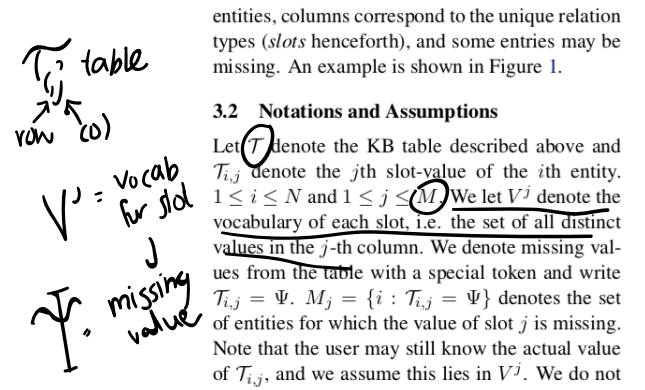 T i,j table
row col
V^j = vocab
for slot
j
Ψ = missing
value
entities, columns correspond to the unique relation
types (slots henceforth), and some entries may be
missing. An example is shown in Figure 1.
3.2 Notations and Assumptions
Let T denote the KB table described above and
T_{i,j} denote the jth slot-value of the ith entity.
1 ≤ i ≤ N and 1 ≤ j ≤ M. We let V^j denote the
vocabulary of each slot, i.e. the set of all distinct
values in the j-th column. We denote missing val-
ues from the table with a special token and write
T_{i,j} = Ψ. M_j = {i : T_{i,j} = Ψ} denotes the set
of entities for which the value of slot j is missing.
Note that the user may still know the actual value
of T_{i,j}, and we assume this lies in V^j. We do not